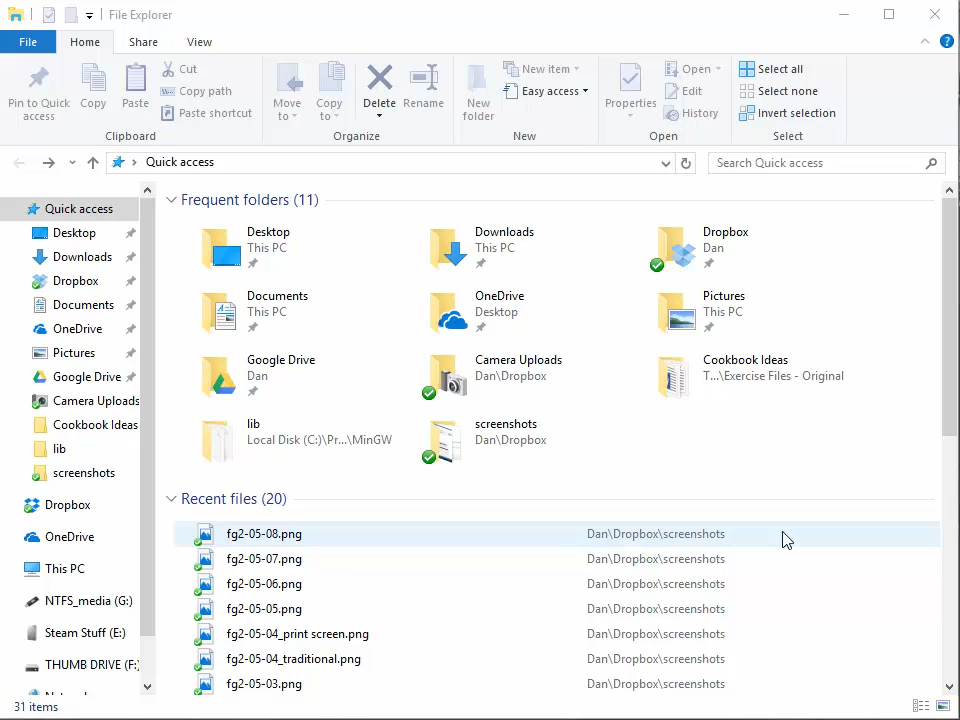 File Explorer
File Home Share View
Pin to Quick access
Copy
Paste
Cut
Copy path
Paste shortcut
Clipboard
Move to
Copy to
Delete
Rename
Organize
New folder
New item
Easy access
New
Properties
Open
Edit
History
Open
Select all
Select none
Invert selection
Select
Quick access
Search Quick access
Quick access
Desktop
Downloads
Dropbox
Documents
OneDrive
Pictures
Google Drive
Camera Uploads
Cookbook Ideas
lib
screenshots
Dropbox
OneDrive
This PC
NTFS_media (G:)
Steam Stuff (E:)
THUMB DRIVE (F:)
Frequent folders (11)
Desktop
This PC
Downloads
This PC
Dropbox
Dan
Documents
This PC
OneDrive
Desktop
Pictures
This PC
Google Drive
Dan
Camera Uploads
Dan\Dropbox
Cookbook Ideas
T...\Exercise Files - Original
lib
Local Disk (C:)\Pr...\MinGW
screenshots
Dan\Dropbox
Recent files (20)
fg2-05-08.png Dan\Dropbox\screenshots
fg2-05-07.png Dan\Dropbox\screenshots
fg2-05-06.png Dan\Dropbox\screenshots
fg2-05-05.png Dan\Dropbox\screenshots
fg2-05-04_print screen.png Dan\Dropbox\screenshots
fg2-05-04_traditional.png Dan\Dropbox\screenshots
fg2-05-03.png Dan\Dropbox\screenshots
31 items